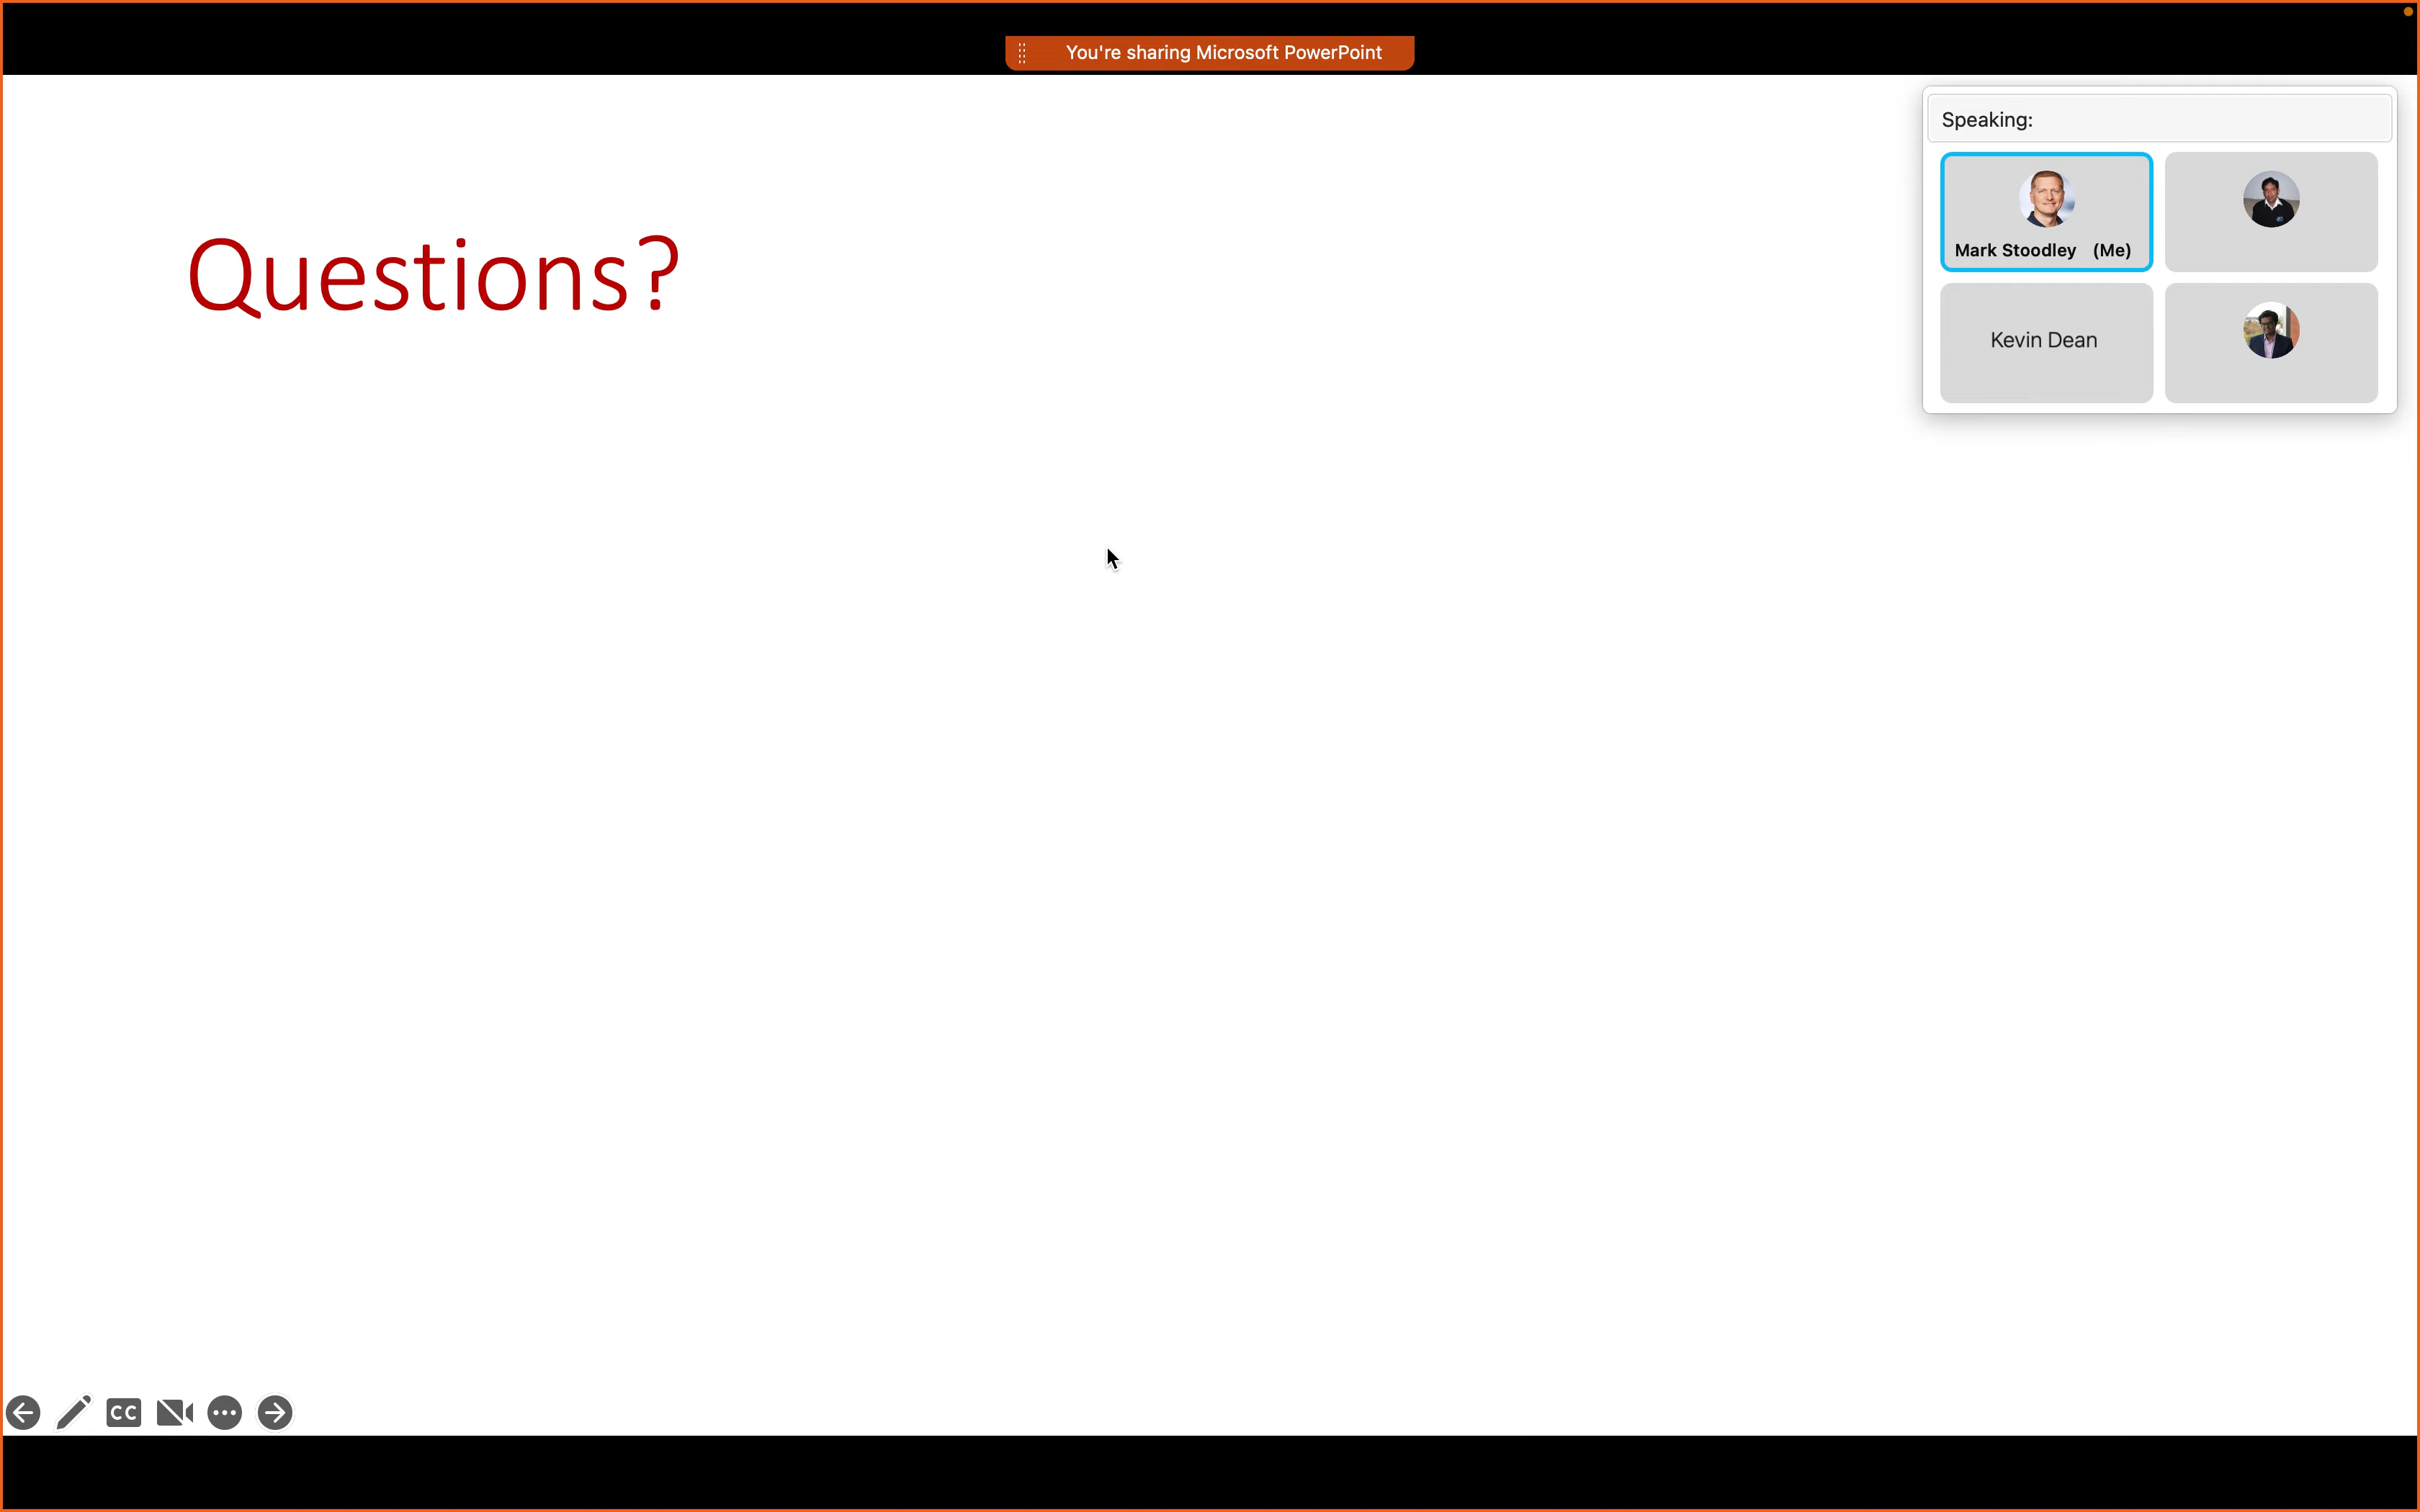 You're sharing Microsoft PowerPoint
Speaking:
Questions?
Mark Stoodley (Me)
Kevin Dean
CC